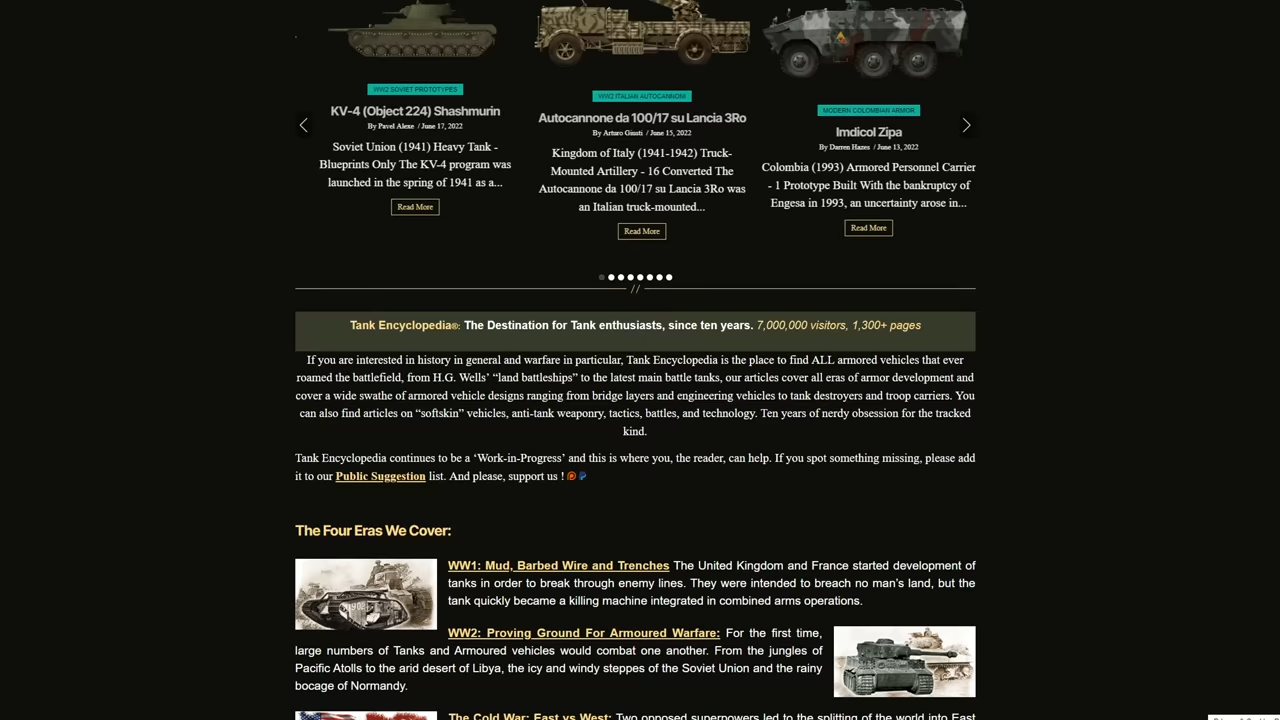 WW2 SOVIET PROTOTYPES
KV-4 (Object 224) Shashmurin
By Pavel Alexe / June 17, 2022
Soviet Union (1941) Heavy Tank -
Blueprints Only The KV-4 program was
launched in the spring of 1941 as a...
Read More
WW2 ITALIAN AUTOCANNONI
Autocannone da 100/17 su Lancia 3Ro
By Arturo Giusti / June 15, 2022
Kingdom of Italy (1941-1942) Truck-
Mounted Artillery - 16 Converted The
Autocannone da 100/17 su Lancia 3Ro was
an Italian truck-mounted...
Read More
MODERN COLOMBIAN ARMOR
Imdicol Zipa
By Darren Hazes / June 13, 2022
Colombia (1993) Armored Personnel Carrier
- 1 Prototype Built With the bankruptcy of
Engesa in 1993, an uncertainty arose in...
Read More
//
Tank Encyclopedia®: The Destination for Tank enthusiasts, since ten years. 7,000,000 visitors, 1,300+ pages
If you are interested in history in general and warfare in particular, Tank Encyclopedia is the place to find ALL armored vehicles that ever
roamed the battlefield, from H.G. Wells’ “land battleships” to the latest main battle tanks, our articles cover all eras of armor development and
cover a wide swathe of armored vehicle designs ranging from bridge layers and engineering vehicles to tank destroyers and troop carriers. You
can also find articles on “softskin” vehicles, anti-tank weaponry, tactics, battles, and technology. Ten years of nerdy obsession for the tracked
kind.
Tank Encyclopedia continues to be a ‘Work-in-Progress’ and this is where you, the reader, can help. If you spot something missing, please add
it to our Public Suggestion list. And please, support us !
The Four Eras We Cover:
WW1: Mud, Barbed Wire and Trenches The United Kingdom and France started development of
tanks in order to break through enemy lines. They were intended to breach no man’s land, but the
tank quickly became a killing machine integrated in combined arms operations.
WW2: Proving Ground For Armoured Warfare: For the first time,
large numbers of Tanks and Armoured vehicles would combat one another. From the jungles of
Pacific Atolls to the arid desert of Libya, the icy and windy steppes of the Soviet Union and the rainy
bocage of Normandy.
The Cold War: East vs West: Two opposed superpowers led to the splitting of the world into East